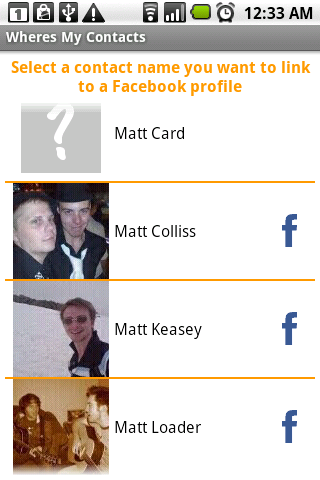 1 12:33 AM
Wheres My Contacts
Select a contact name you want to link
to a Facebook profile
?
Matt Card
Matt Colliss
f
Matt Keasey
f
Matt Loader
f